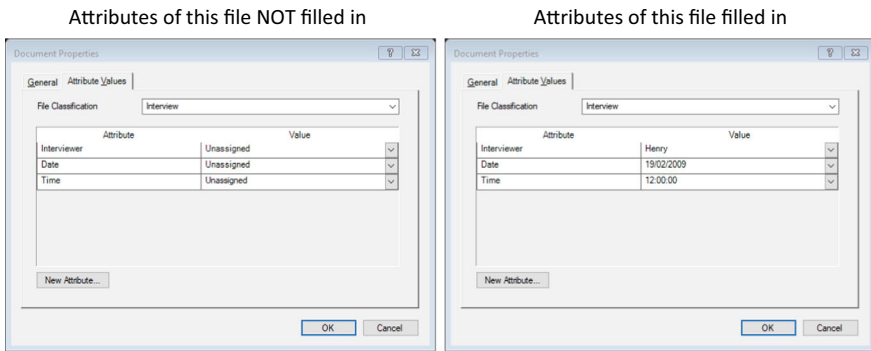 Attributes of this file NOT filled in
Document Properties
General Attribute Values
File Classification Interview
Attribute Value
Interviewer Unassigned
Date Unassigned
Time Unassigned
New Attribute...
OK Cancel
Attributes of this file filled in
Document Properties
General Attribute Values
File Classification Interview
Attribute Value
Interviewer Henry
Date 19/02/2009
Time 12:00:00
New Attribute...
OK Cancel